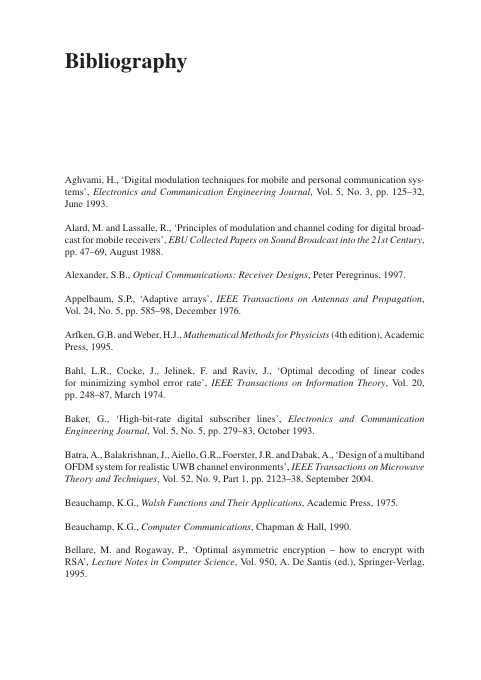 Bibliography
Aghvami, H., ‘Digital modulation techniques for mobile and personal communication sys-
tems’, Electronics and Communication Engineering Journal, Vol. 5, No. 3, pp. 125–32,
June 1993.
Alard, M. and Lassalle, R., ‘Principles of modulation and channel coding for digital broad-
cast for mobile receivers’, EBU Collected Papers on Sound Broadcast into the 21st Century,
pp. 47–69, August 1988.
Alexander, S.B., Optical Communications: Receiver Designs, Peter Peregrinus, 1997.
Appelbaum, S.P., ‘Adaptive arrays’, IEEE Transactions on Antennas and Propagation,
Vol. 24, No. 5, pp. 585–98, December 1976.
Arfken, G.B. and Weber, H.J., Mathematical Methods for Physicists (4th edition), Academic
Press, 1995.
Bahl, L.R., Cocke, J., Jelinek, F. and Raviv, J., ‘Optimal decoding of linear codes
for minimizing symbol error rate’, IEEE Transactions on Information Theory, Vol. 20,
pp. 248–87, March 1974.
Baker, G., ‘High-bit-rate digital subscriber lines’, Electronics and Communication
Engineering Journal, Vol. 5, No. 5, pp. 279–83, October 1993.
Batra, A., Balakrishnan, J., Aiello, G.R., Foerster, J.R. and Dabak, A., ‘Design of a multiband
OFDM system for realistic UWB channel environments’, IEEE Transactions on Microwave
Theory and Techniques, Vol. 52, No. 9, Part 1, pp. 2123–38, September 2004.
Beauchamp, K.G., Walsh Functions and Their Applications, Academic Press, 1975.
Beauchamp, K.G., Computer Communications, Chapman & Hall, 1990.
Bellare, M. and Rogaway, P., ‘Optimal asymmetric encryption – how to encrypt with
RSA’, Lecture Notes in Computer Science, Vol. 950, A. De Santis (ed.), Springer-Verlag,
1995.